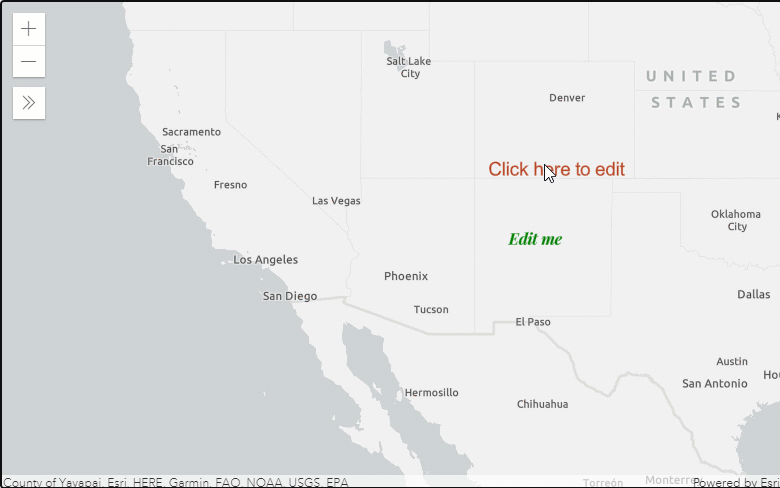 Salt Lake
City
UNITED
STATES
Denver
Sacramento
San
Francisco
Click here to edit
Fresno
Las Vegas
Oklahoma
City
Edit me
Los Angeles
Phoenix
San Diego
Dallas
Tucson
El Paso
Austin
San Antonio
Hou
Hermosillo
Chihuahua
Torreón
Monterrey
County of Yavapai, Esri, HERE, Garmin, FAO, NOAA, USGS, EPA
Powered by Esri